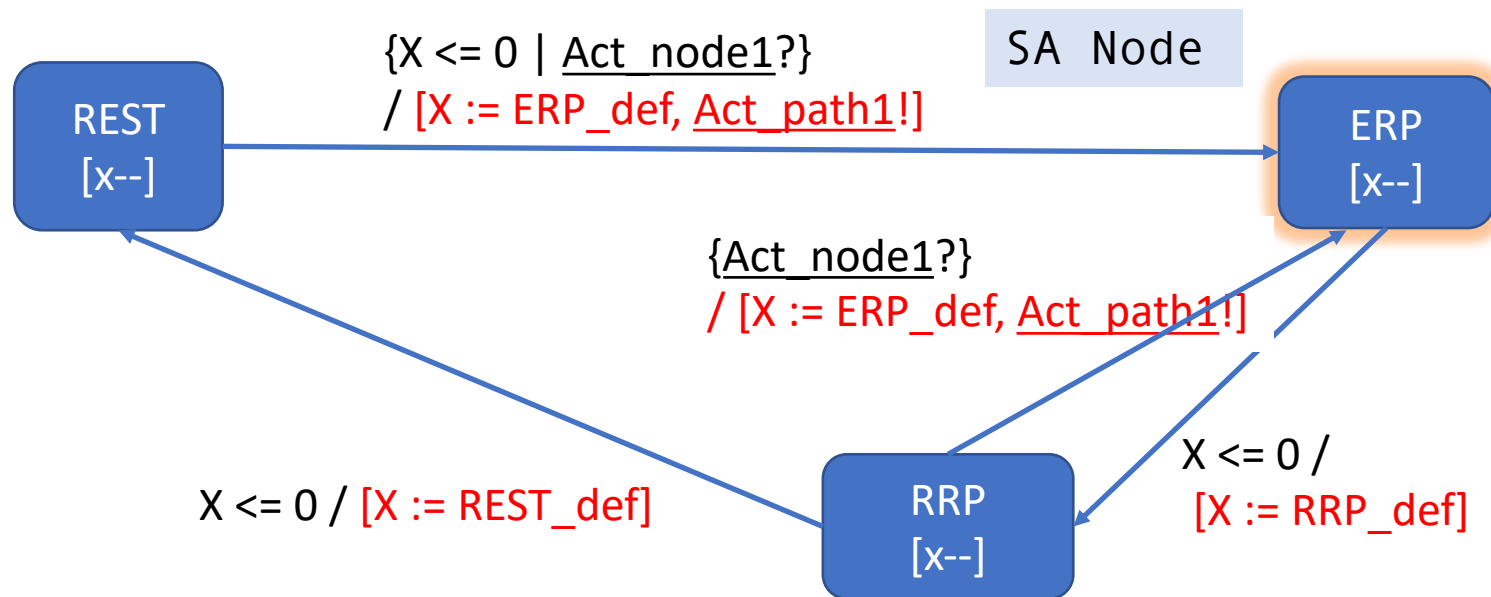 {X <= 0 | Act_node1?}
/ [X := ERP_def, Act_path1!]
SA Node
REST
[x--]
ERP
[x--]
{Act_node1?}
/ [X := ERP_def, Act_path1!]
X <= 0 / [X := REST_def]
RRP
[x--]
X <= 0 /
[X := RRP_def]